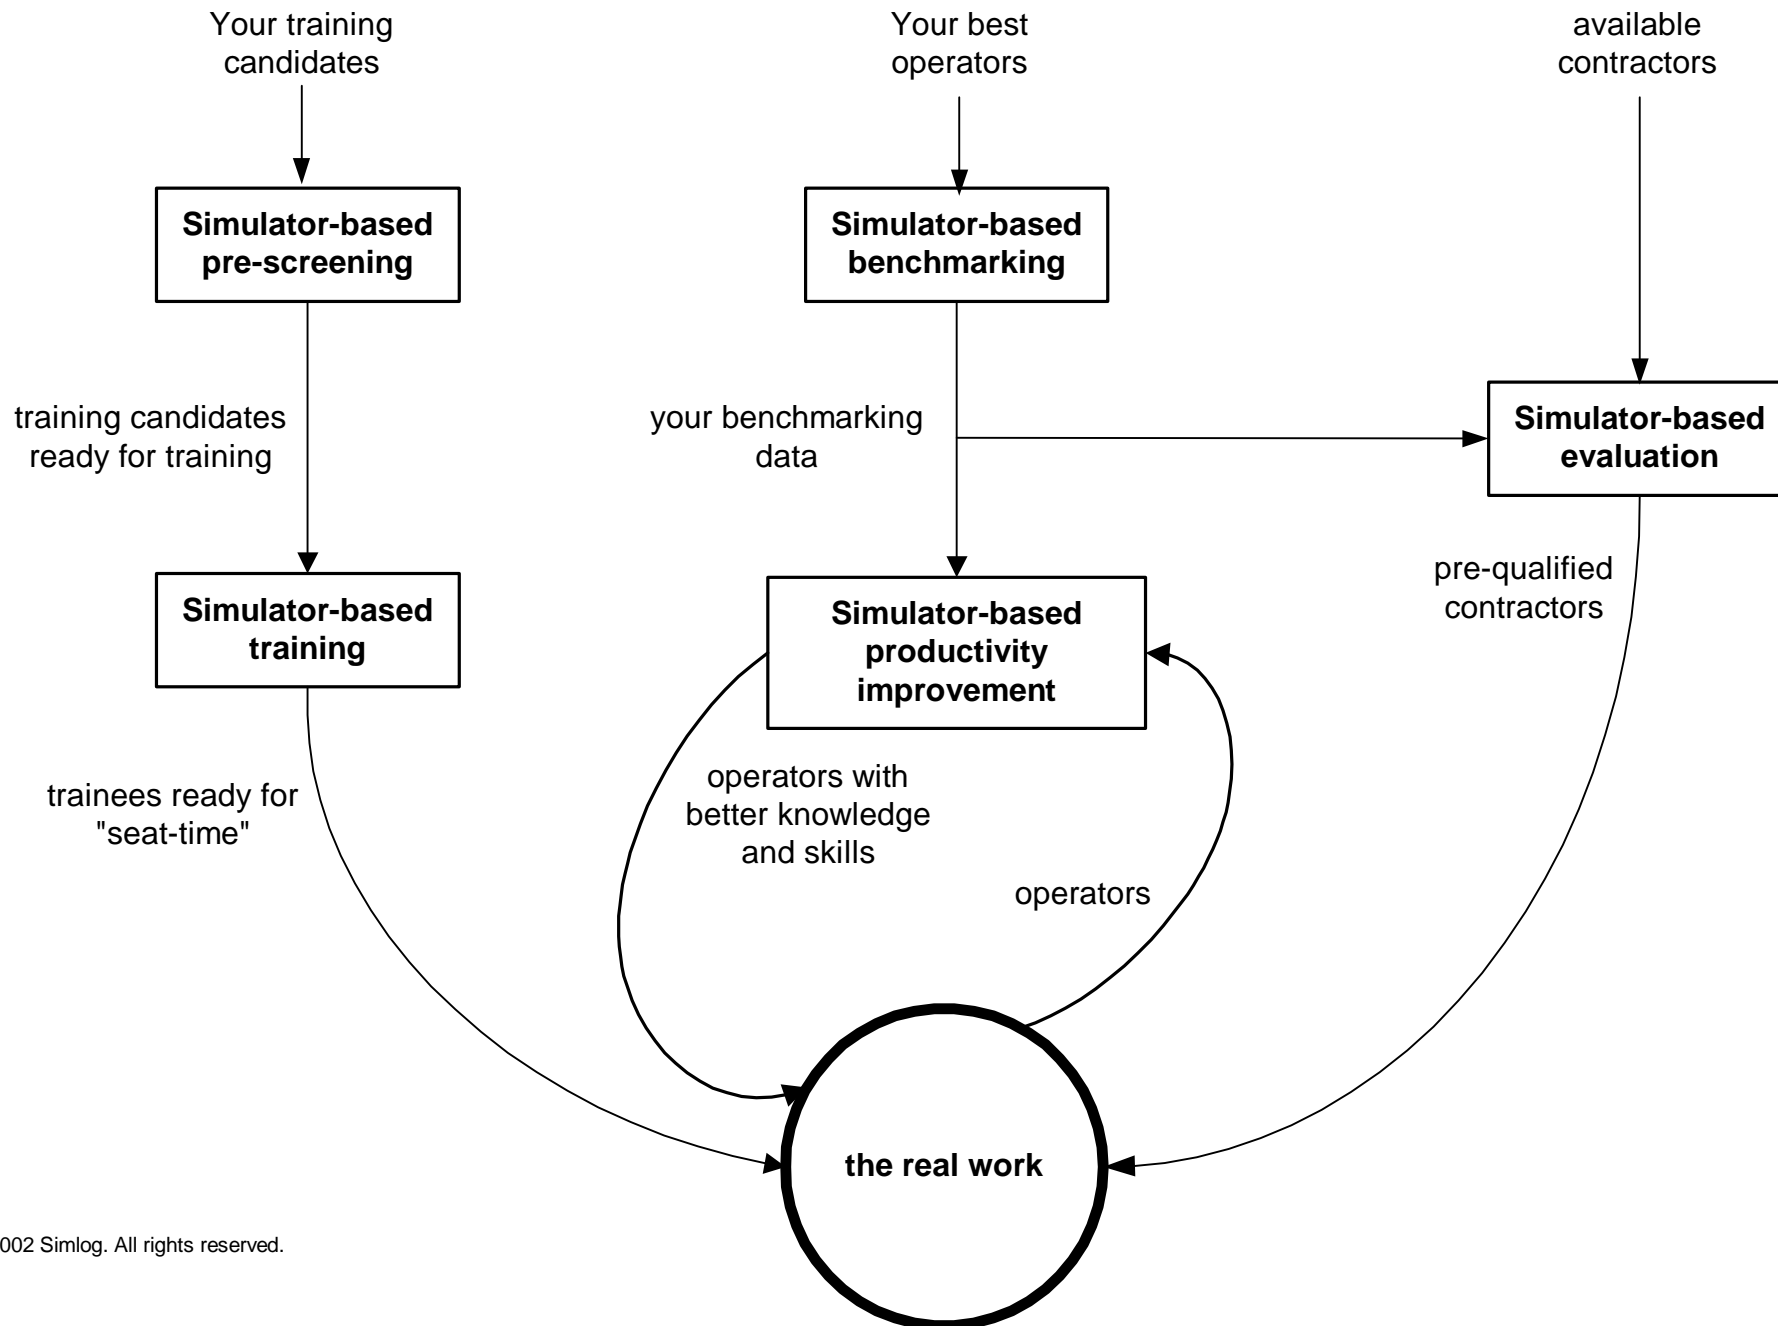 Your training
candidates
Your best
operators
available
contractors
Simulator-based
pre-screening
Simulator-based
benchmarking
training candidates
ready for training
your benchmarking
data
Simulator-based
evaluation
Simulator-based
training
Simulator-based
productivity
improvement
pre-qualified
contractors
trainees ready for
"seat-time"
operators with
better knowledge
and skills
operators
the real work
002 Simlog. All rights reserved.